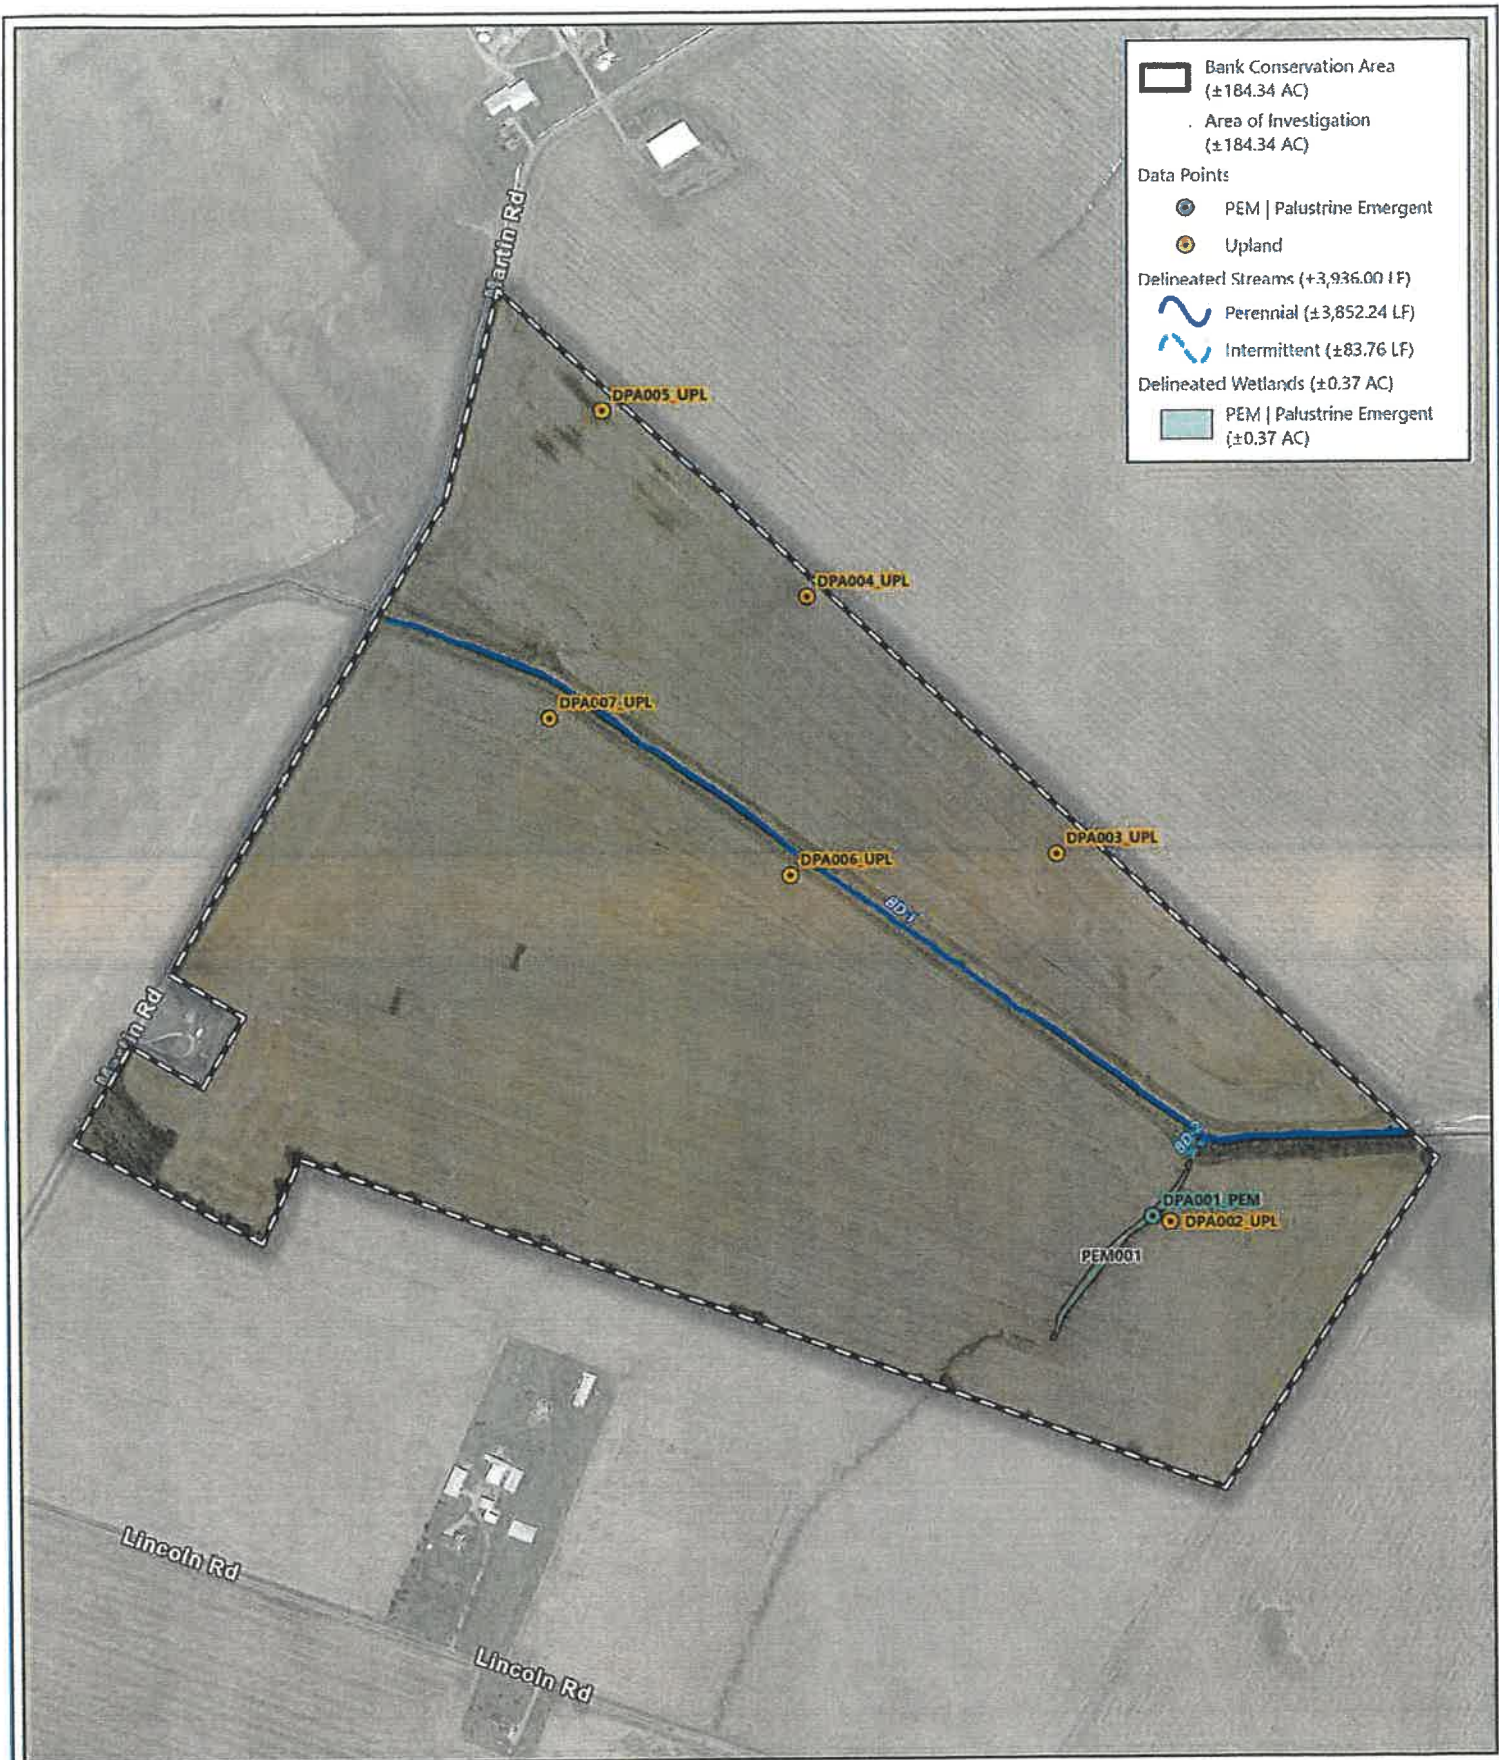 Bank Conservation Area
(±184.34 AC)
Area of Investigation
(±184.34 AC)
Data Points
PEM | Palustrine Emergent
Upland
Delineated Streams (±3,936.00 LF)
Perennial (±3,852.24 LF)
Intermittent (±83.76 LF)
Delineated Wetlands (±0.37 AC)
PEM | Palustrine Emergent
(±0.37 AC)
Martin Rd
DPA005_UPL
DPA004_UPL
DPA007_UPL
DPA003_UPL
DPA006_UPL
BD-1
Martin Rd
BD-2
DPA001_PEM
DPA002_UPL
PEM001
Lincoln Rd
Lincoln Rd